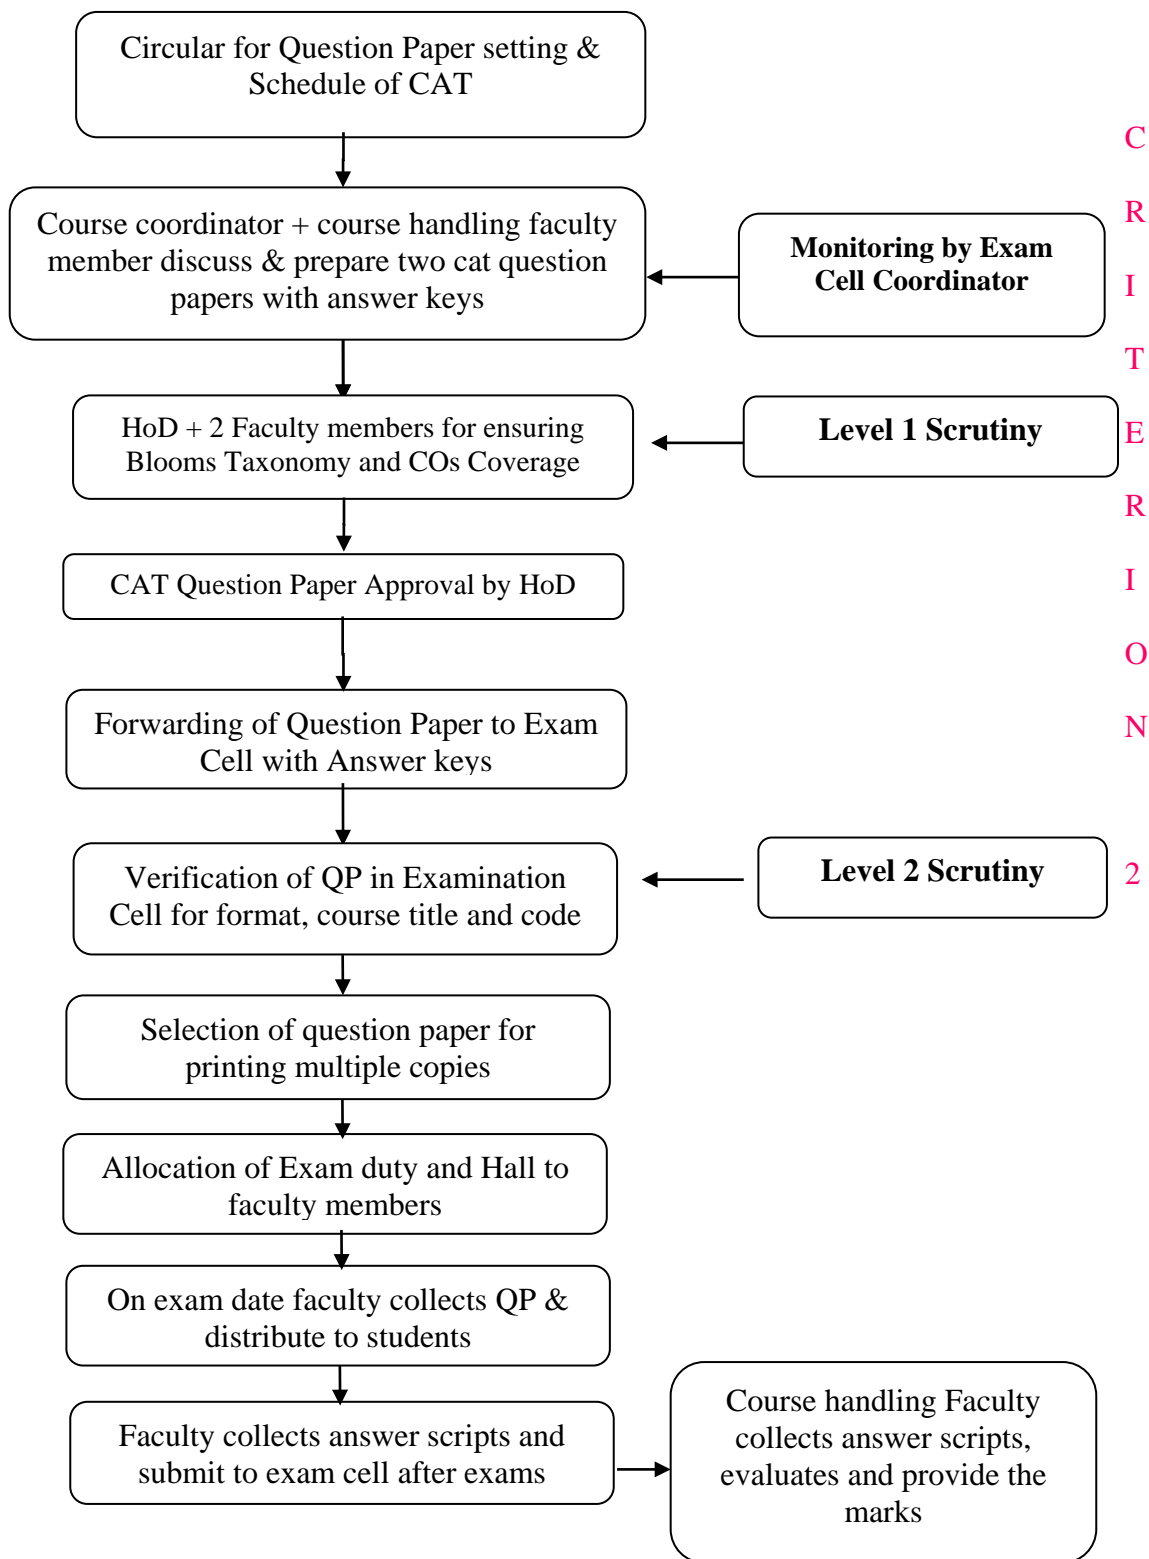 Circular for Question Paper setting &
Schedule of CAT
Course coordinator + course handling faculty
member discuss & prepare two cat question
papers with answer keys
Monitoring by Exam
Cell Coordinator
HoD + 2 Faculty members for ensuring
Blooms Taxonomy and COs Coverage
Level 1 Scrutiny
CAT Question Paper Approval by HoD
Forwarding of Question Paper to Exam
Cell with Answer keys
Verification of QP in Examination
Cell for format, course title and code
Level 2 Scrutiny
Selection of question paper for
printing multiple copies
Allocation of Exam duty and Hall to
faculty members
On exam date faculty collects QP &
distribute to students
Faculty collects answer scripts and
submit to exam cell after exams
Course handling Faculty
collects answer scripts,
evaluates and provide the
marks
C
R
I
T
E
R
I
O
N
2